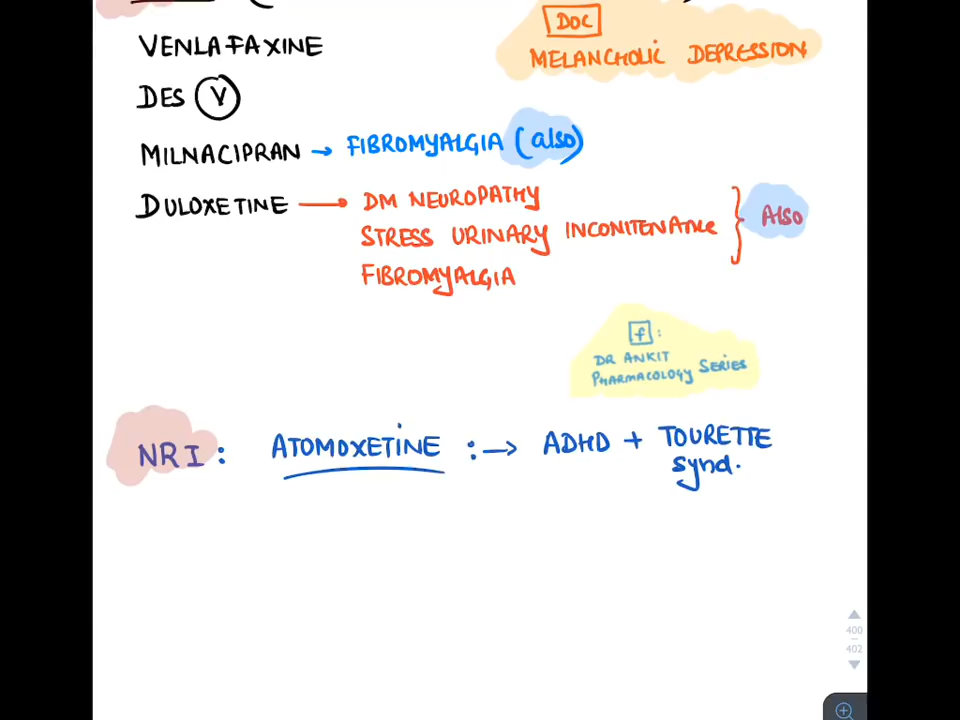 DOC
MELANCHOLIC DEPRESSION
VENLAFAXINE
DES V
MILNACIPRAN → FIBROMYALGIA (also)
DULOXETINE → DM NEUROPATHY
STRESS URINARY INCONITENANCE
FIBROMYALGIA
Also
f :
DR ANKIT
PHARMACOLOGY SERIES
NRI : ATOMOXETINE :→ ADHD + TOURETTE
Synd.
400
402